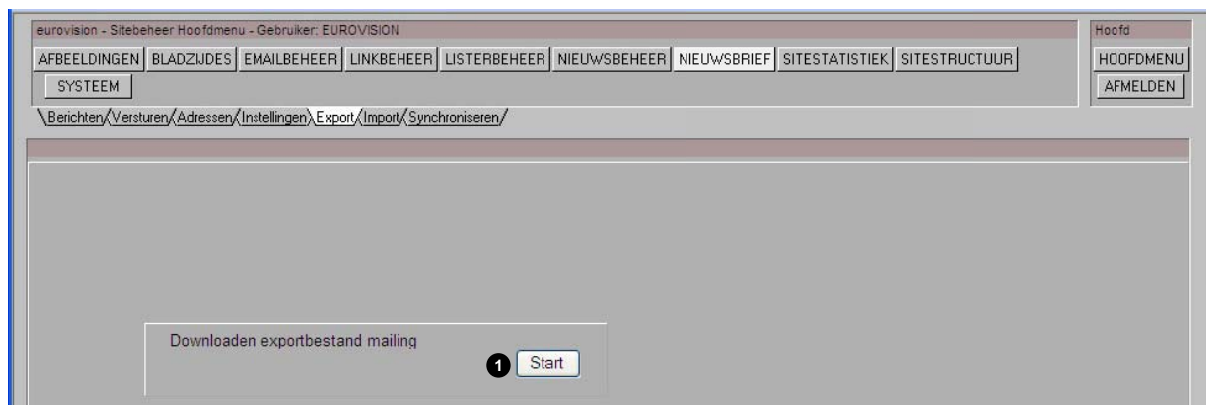 eurovision - Sitebeheer Hoofdmenu - Gebruiker: EUROVISION
Hoofd
AFBEELDINGEN BLADZIJDES EMAILBEHEER LINKBEHEER LISTERBEHEER NIEUWSBEHEER NIEUWSBRIEF SITESTATISTIEK SITESTRUCTUUR
HOOFDMENU
SYSTEEM
AFMELDEN
\Berichten/\Versturen/\Adressen/\Instellingen\Export/\Import/\Synchroniseren/
Downloaden exportbestand mailing
1 Start